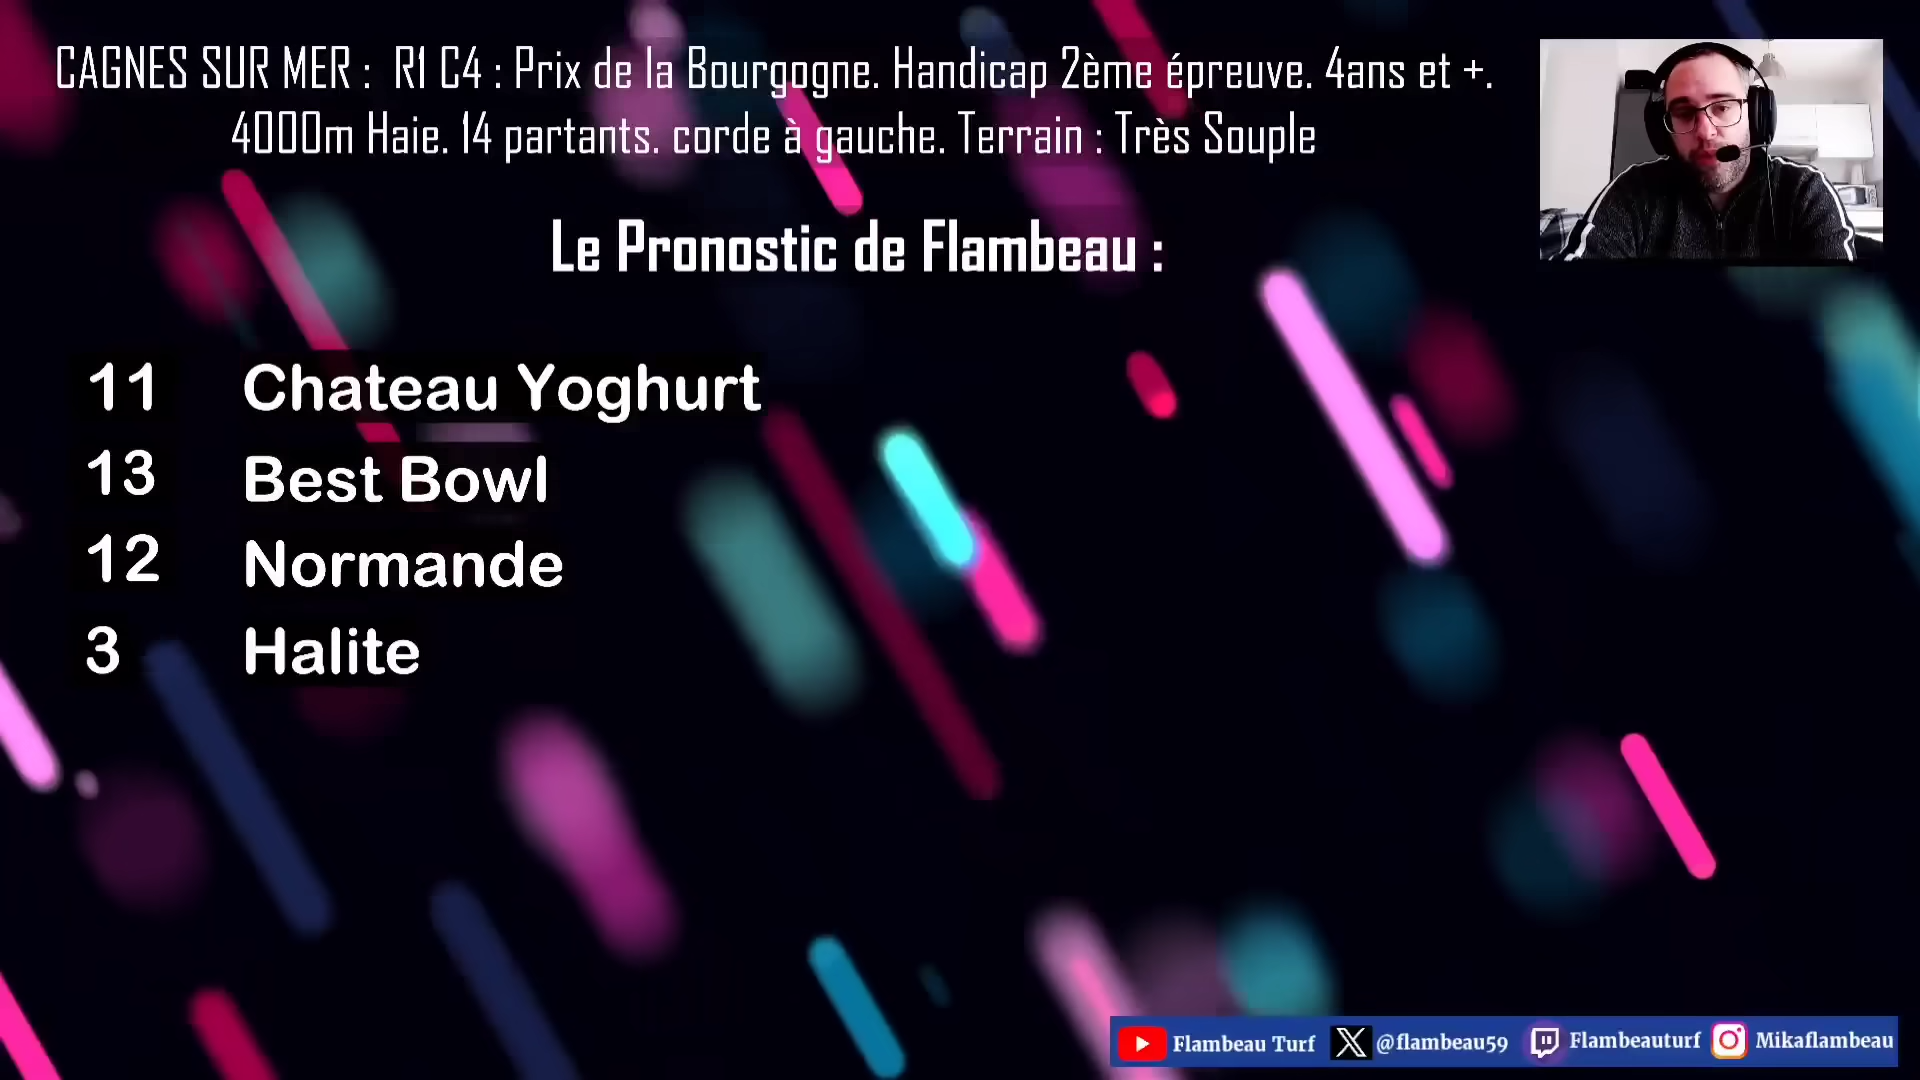 CAGNES SUR MER : R1 C4 : Prix de la Bourgogne. Handicap 2ème épreuve. 4ans et +.
4000m Haie. 14 partants. corde à gauche. Terrain : Très Souple
Le Pronostic de Flambeau :
11 Chateau Yoghurt
13 Best Bowl
12 Normande
3 Halite
Flambeau Turf @flambeau59 Flambeauturf Mikaflambeau